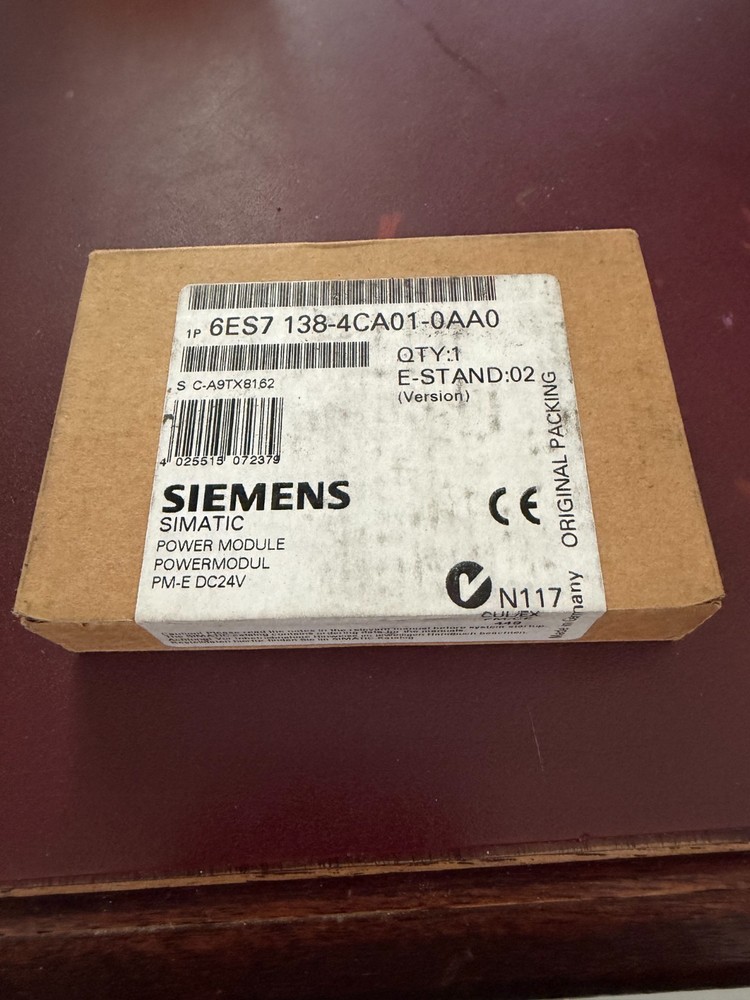 1P 6ES7 138-4CA01-0AA0
QTY:1
S C-A9TX8162
E-STAND:02
(Version)
4 025515 072379
ORIGINAL PACKING
SIEMENS
SIMATIC
CE
POWER MODULE
POWERMODUL
PM-E DC24V
N117
Made in Germany